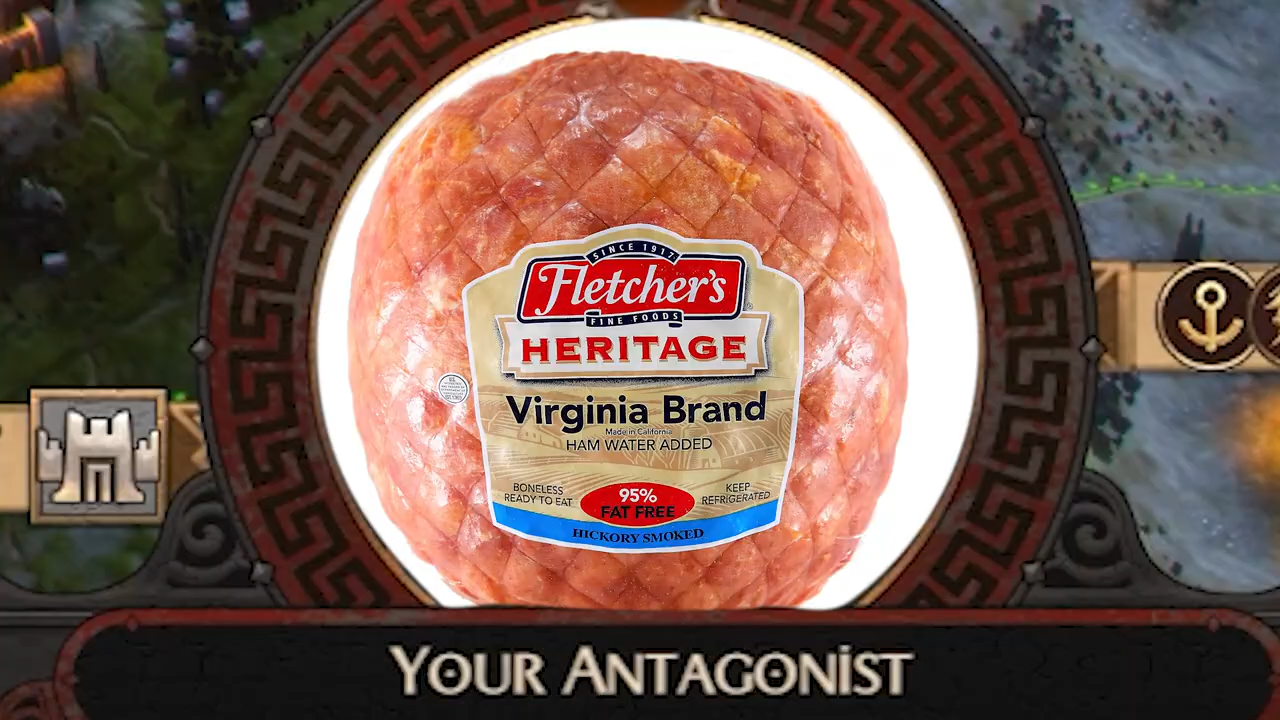 SINCE 1917
Fletcher's
FINE FOODS
HERITAGE
Virginia Brand
Made in California
HAM WATER ADDED
BONELESS
READY TO EAT
95%
FAT FREE
KEEP
REFRIGERATED
HICKORY SMOKED
YOUR ANTAGONIST